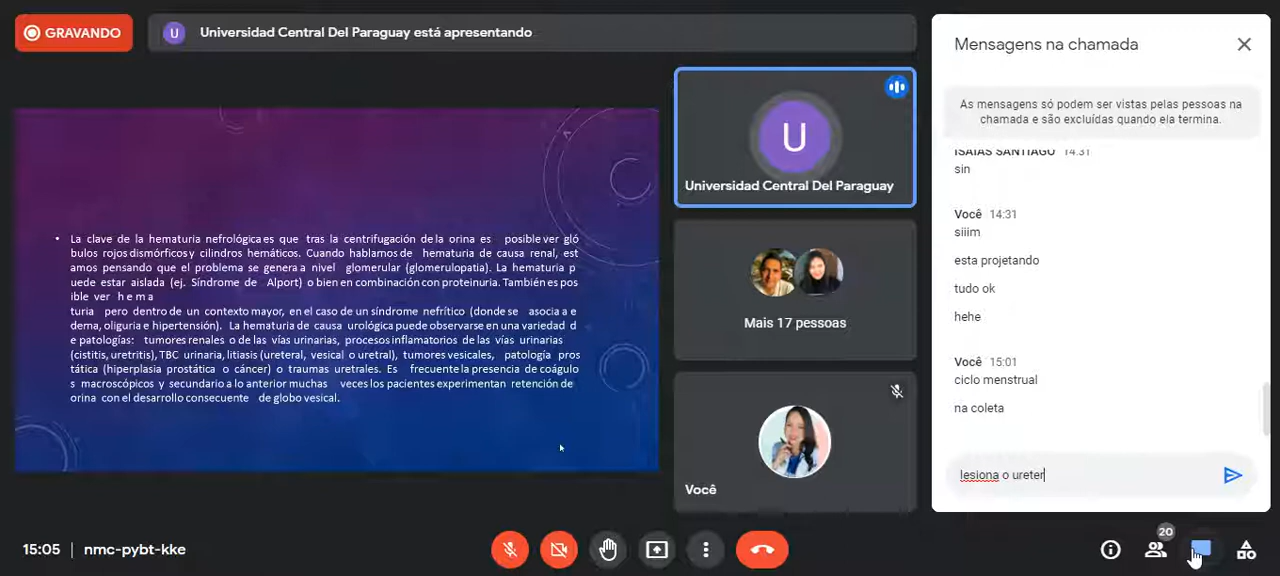 GRAVANDO
U
Universidad Central Del Paraguay está apresentando
• La clave de la hematuria nefrológica es que tras la centrifugación de la orina es posible ver gló
bulos rojos dismórficos y cilindros hemáticos. Cuando hablamos de hematuria de causa renal, est
amos pensando que el problema se genera a nivel glomerular (glomerulopatia). La hematuria p
uede estar aislada (ej. Síndrome de Alport) o bien en combinación con proteinuria. También es pos
ible ver h e m a
turia pero dentro de un contexto mayor, en el caso de un síndrome nefrítico (donde se asocia a e
dema, oliguria e hipertensión). La hematuria de causa urológica puede observarse en una variedad d
e patologías: tumores renales o de las vías urinarias, procesos inflamatorios de las vías urinarias
(cistitis, uretritis), TBC urinaria, litiasis (ureteral, vesical o uretral), tumores vesicales, patología pros
tática (hiperplasia prostática o cáncer) o traumas uretrales. Es frecuente la presencia de coágulo
s macroscópicos y secundario a lo anterior muchas veces los pacientes experimentan retención de
orina con el desarrollo consecuente de globo vesical.
U
Universidad Central Del Paraguay
Mais 17 pessoas
Você
Mensagens na chamada
As mensagens só podem ser vistas pelas pessoas na
chamada e são excluídas quando ela termina.
ISAIAS SANTIAGO 14:31
sin
Você 14:31
siiim
esta projetando
tudo ok
hehe
Você 15:01
ciclo menstrual
na coleta
lesiona o ureter
15:05 | nmc-pybt-kke
20